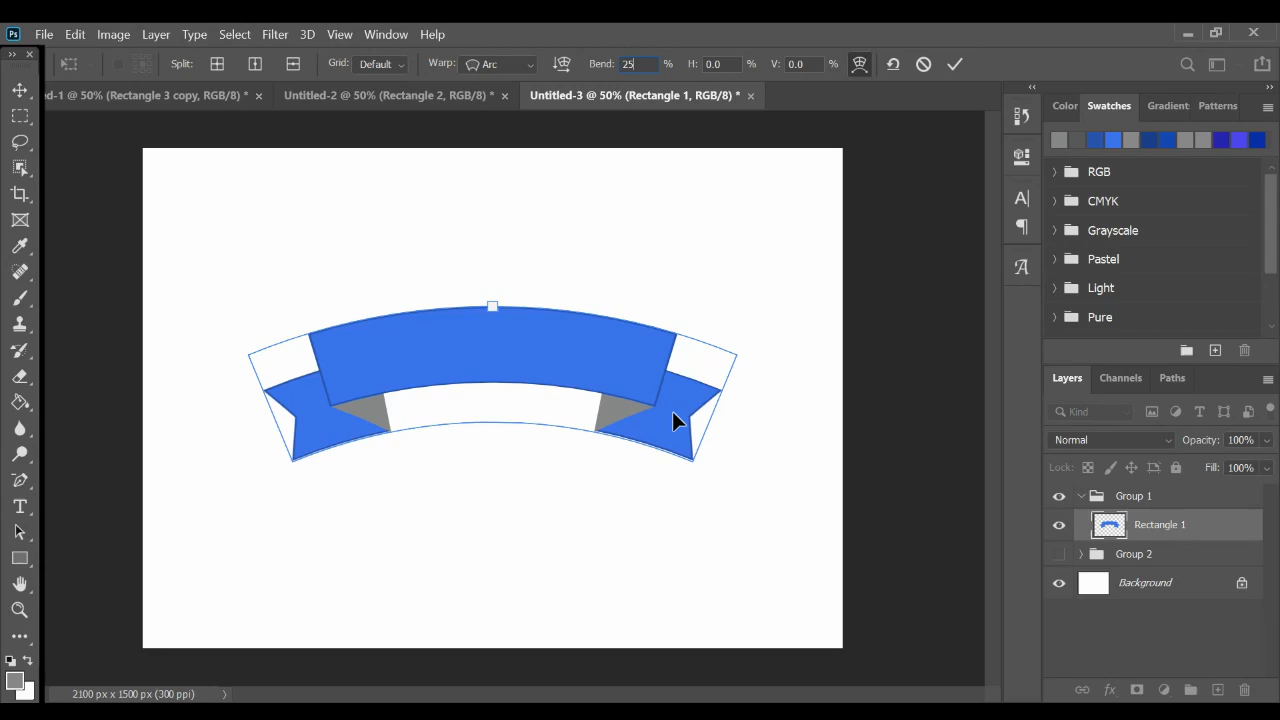 Ps File Edit Image Layer Type Select Filter 3D View Window Help
Split: Grid: Default Warp: Arc Bend: 25 % H: 0.0 % V: 0.0 %
ed-1 @ 50% (Rectangle 3 copy, RGB/8) * × Untitled-2 @ 50% (Rectangle 2, RGB/8) * × Untitled-3 @ 50% (Rectangle 1, RGB/8) * ×
Color Swatches Gradient Patterns
RGB
CMYK
Grayscale
Pastel
Light
Pure
Layers Channels Paths
Kind
Normal Opacity: 100%
Lock: Fill: 100%
Group 1
Rectangle 1
Group 2
Background
fx
2100 px x 1500 px (300 ppi)